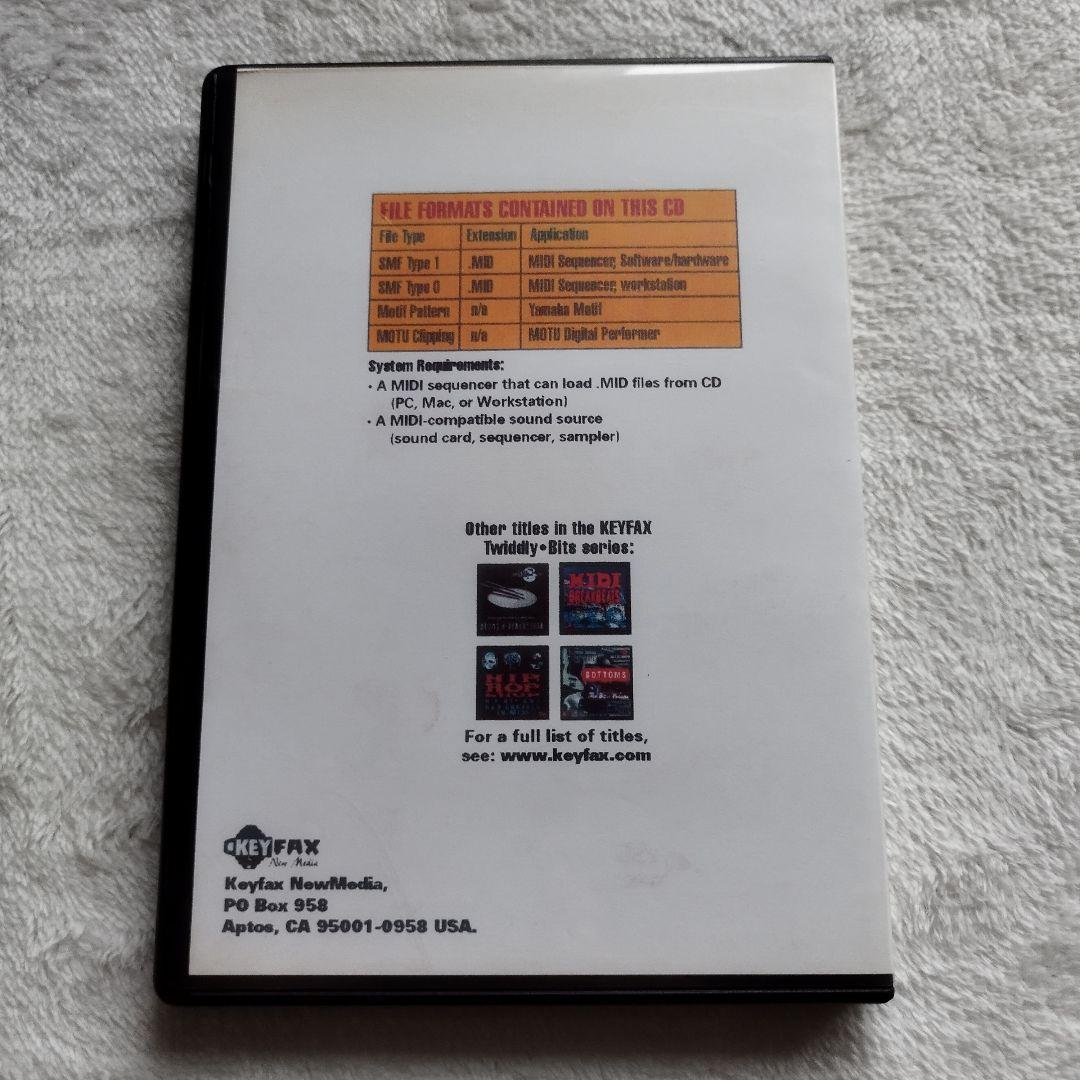 FILE FORMATS CONTAINED ON THIS CD
File Type Extension Application
SMF Type 1 .MID MIDI Sequencer, Software/hardware
SMF Type 0 .MID MIDI Sequencer, workstation
Motif Pattern n/a Yamaha Motif
MOTU Clipping n/a MOTU Digital Performer
System Requirements:
• A MIDI sequencer that can load .MID files from CD
(PC, Mac, or Workstation)
• A MIDI-compatible sound source
(sound card, sequencer, sampler)
Other titles in the KEYFAX
Twiddly•Bits series:
MIDI
BREAKBEATS
HIP
HOP
BOTTOMS
For a full list of titles,
see: www.keyfax.com
KEYFAX
New Media
Keyfax NewMedia,
PO Box 958
Aptos, CA 95001-0958 USA.